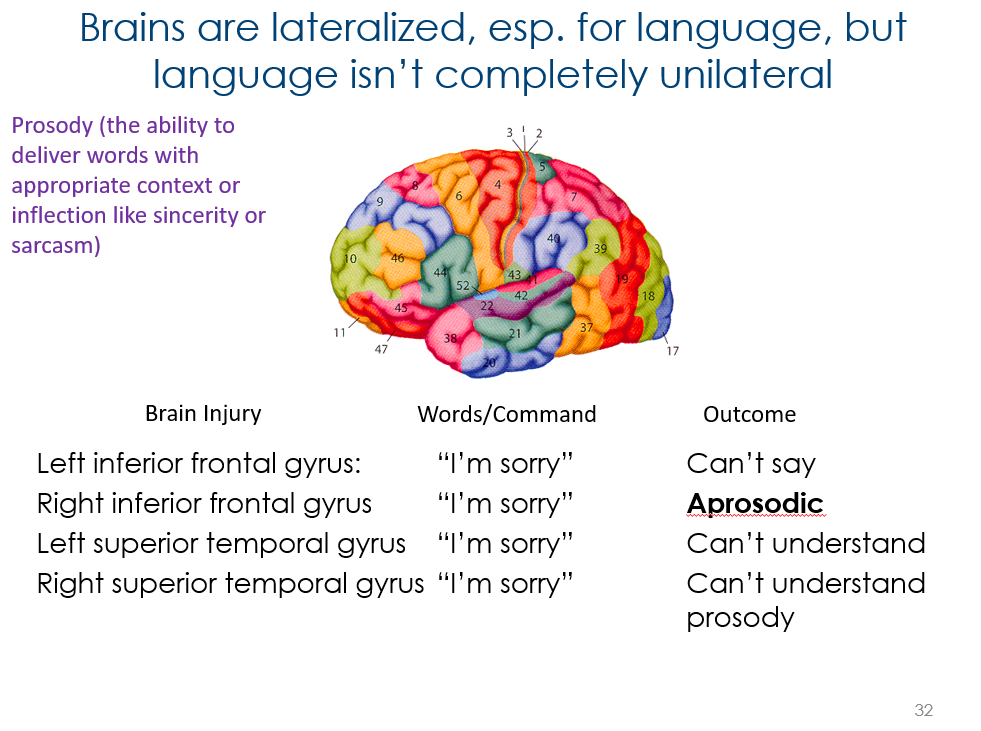 Brains are lateralized, esp. for language, but
language isn’t completely unilateral
Prosody (the ability to
deliver words with
appropriate context or
inflection like sincerity or
sarcasm)
3 1 2
5
8 6 4 7
9
40 39
10 46 44 43 41 19
52 42 18
45 22
11 38 21 37
47 20 17
Brain Injury Words/Command Outcome
Left inferior frontal gyrus: “I’m sorry” Can’t say
Right inferior frontal gyrus “I’m sorry” Aprosodic
Left superior temporal gyrus “I’m sorry” Can’t understand
Right superior temporal gyrus “I’m sorry” Can’t understand
prosody
32